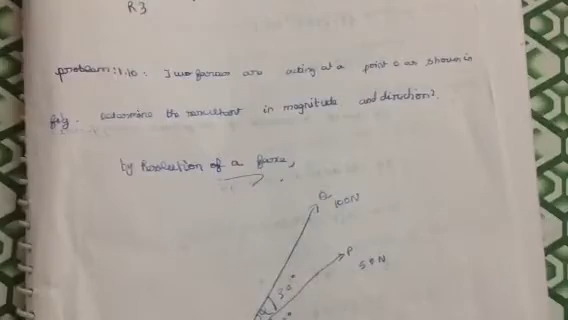 R-3
problem:1.10: Two forces are acting at a point O as shown in
fig. determine the resultant in magnitude and direction?
by Resolution of a force,
Q
100N
P
50N
30°